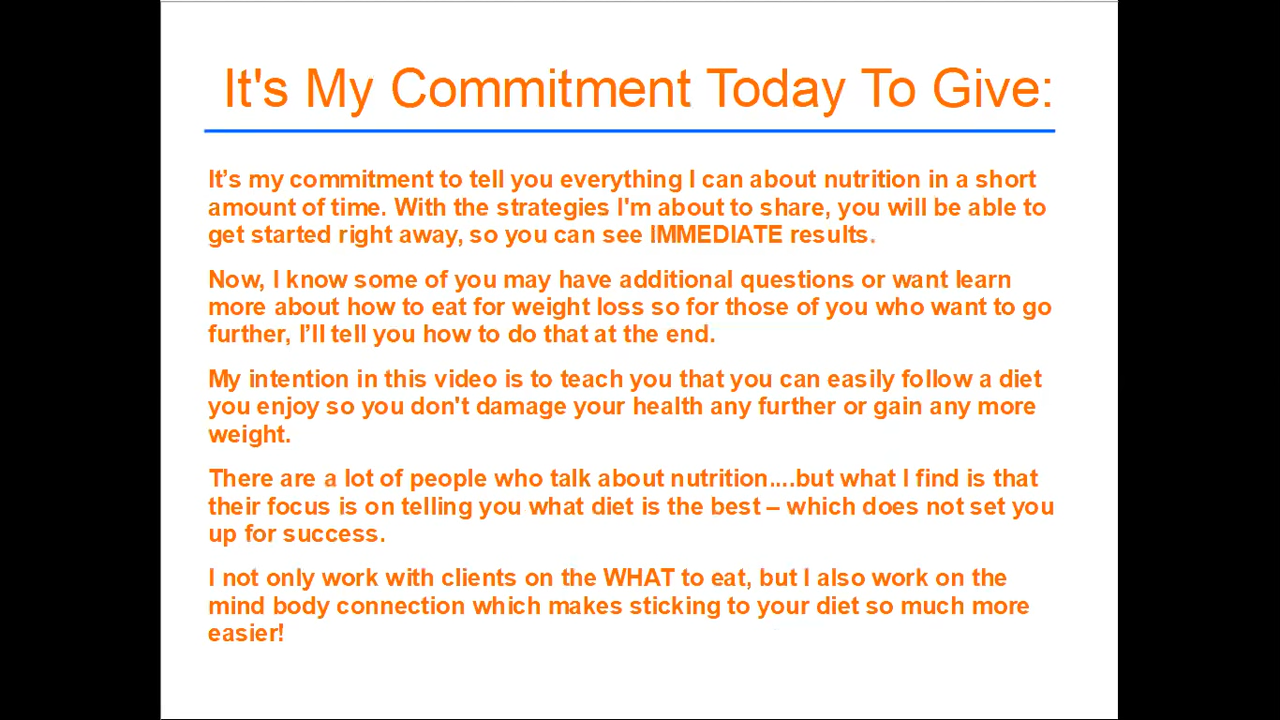 It's My Commitment Today To Give:
It’s my commitment to tell you everything I can about nutrition in a short
amount of time. With the strategies I'm about to share, you will be able to
get started right away, so you can see IMMEDIATE results.
Now, I know some of you may have additional questions or want learn
more about how to eat for weight loss so for those of you who want to go
further, I’ll tell you how to do that at the end.
My intention in this video is to teach you that you can easily follow a diet
you enjoy so you don't damage your health any further or gain any more
weight.
There are a lot of people who talk about nutrition....but what I find is that
their focus is on telling you what diet is the best – which does not set you
up for success.
I not only work with clients on the WHAT to eat, but I also work on the
mind body connection which makes sticking to your diet so much more
easier!